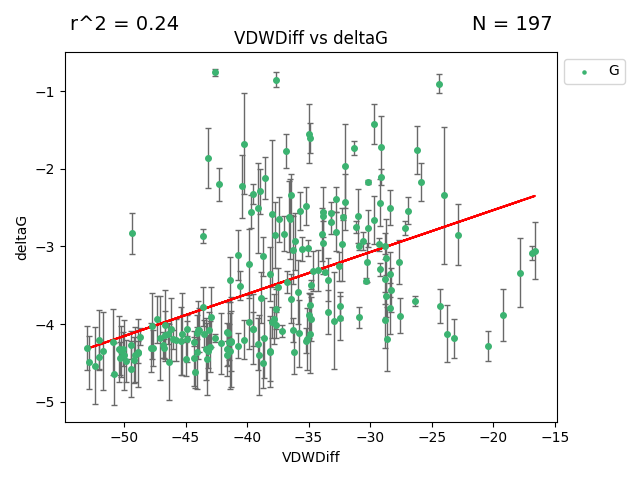 r^2 = 0.24
N = 197
VDWDiff vs deltaG
G
−1
−2
−3
−4
−5
deltaG
−50
−45
−40
−35
−30
−25
−20
−15
VDWDiff